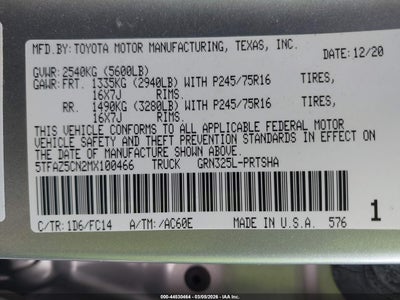 MFD.BY: TOYOTA MOTOR MANUFACTURING, TEXAS, INC.
DATE: 12/20
GVWR: 2540KG (5600LB)
GAWR: FRT. 1335KG (2940LB) WITH P245/75R16 TIRES,
16X7J RIMS.
RR. 1490KG (3280LB) WITH P245/75R16 TIRES,
16X7J RIMS.
THIS VEHICLE CONFORMS TO ALL APPLICABLE FEDERAL MOTOR
VEHICLE SAFETY AND THEFT PREVENTION STANDARDS IN EFFECT
ON THE DATE OF MANUFACTURE SHOWN ABOVE.
5TFAZ5CN2MX100466 TRUCK GRN325L-PRTSHA
C/TR: 1D6/FC14 A/TM: /AC60E MADE IN U.S.A. 576
1
000-44530464 - 03/05/2026 - IAA, Inc.